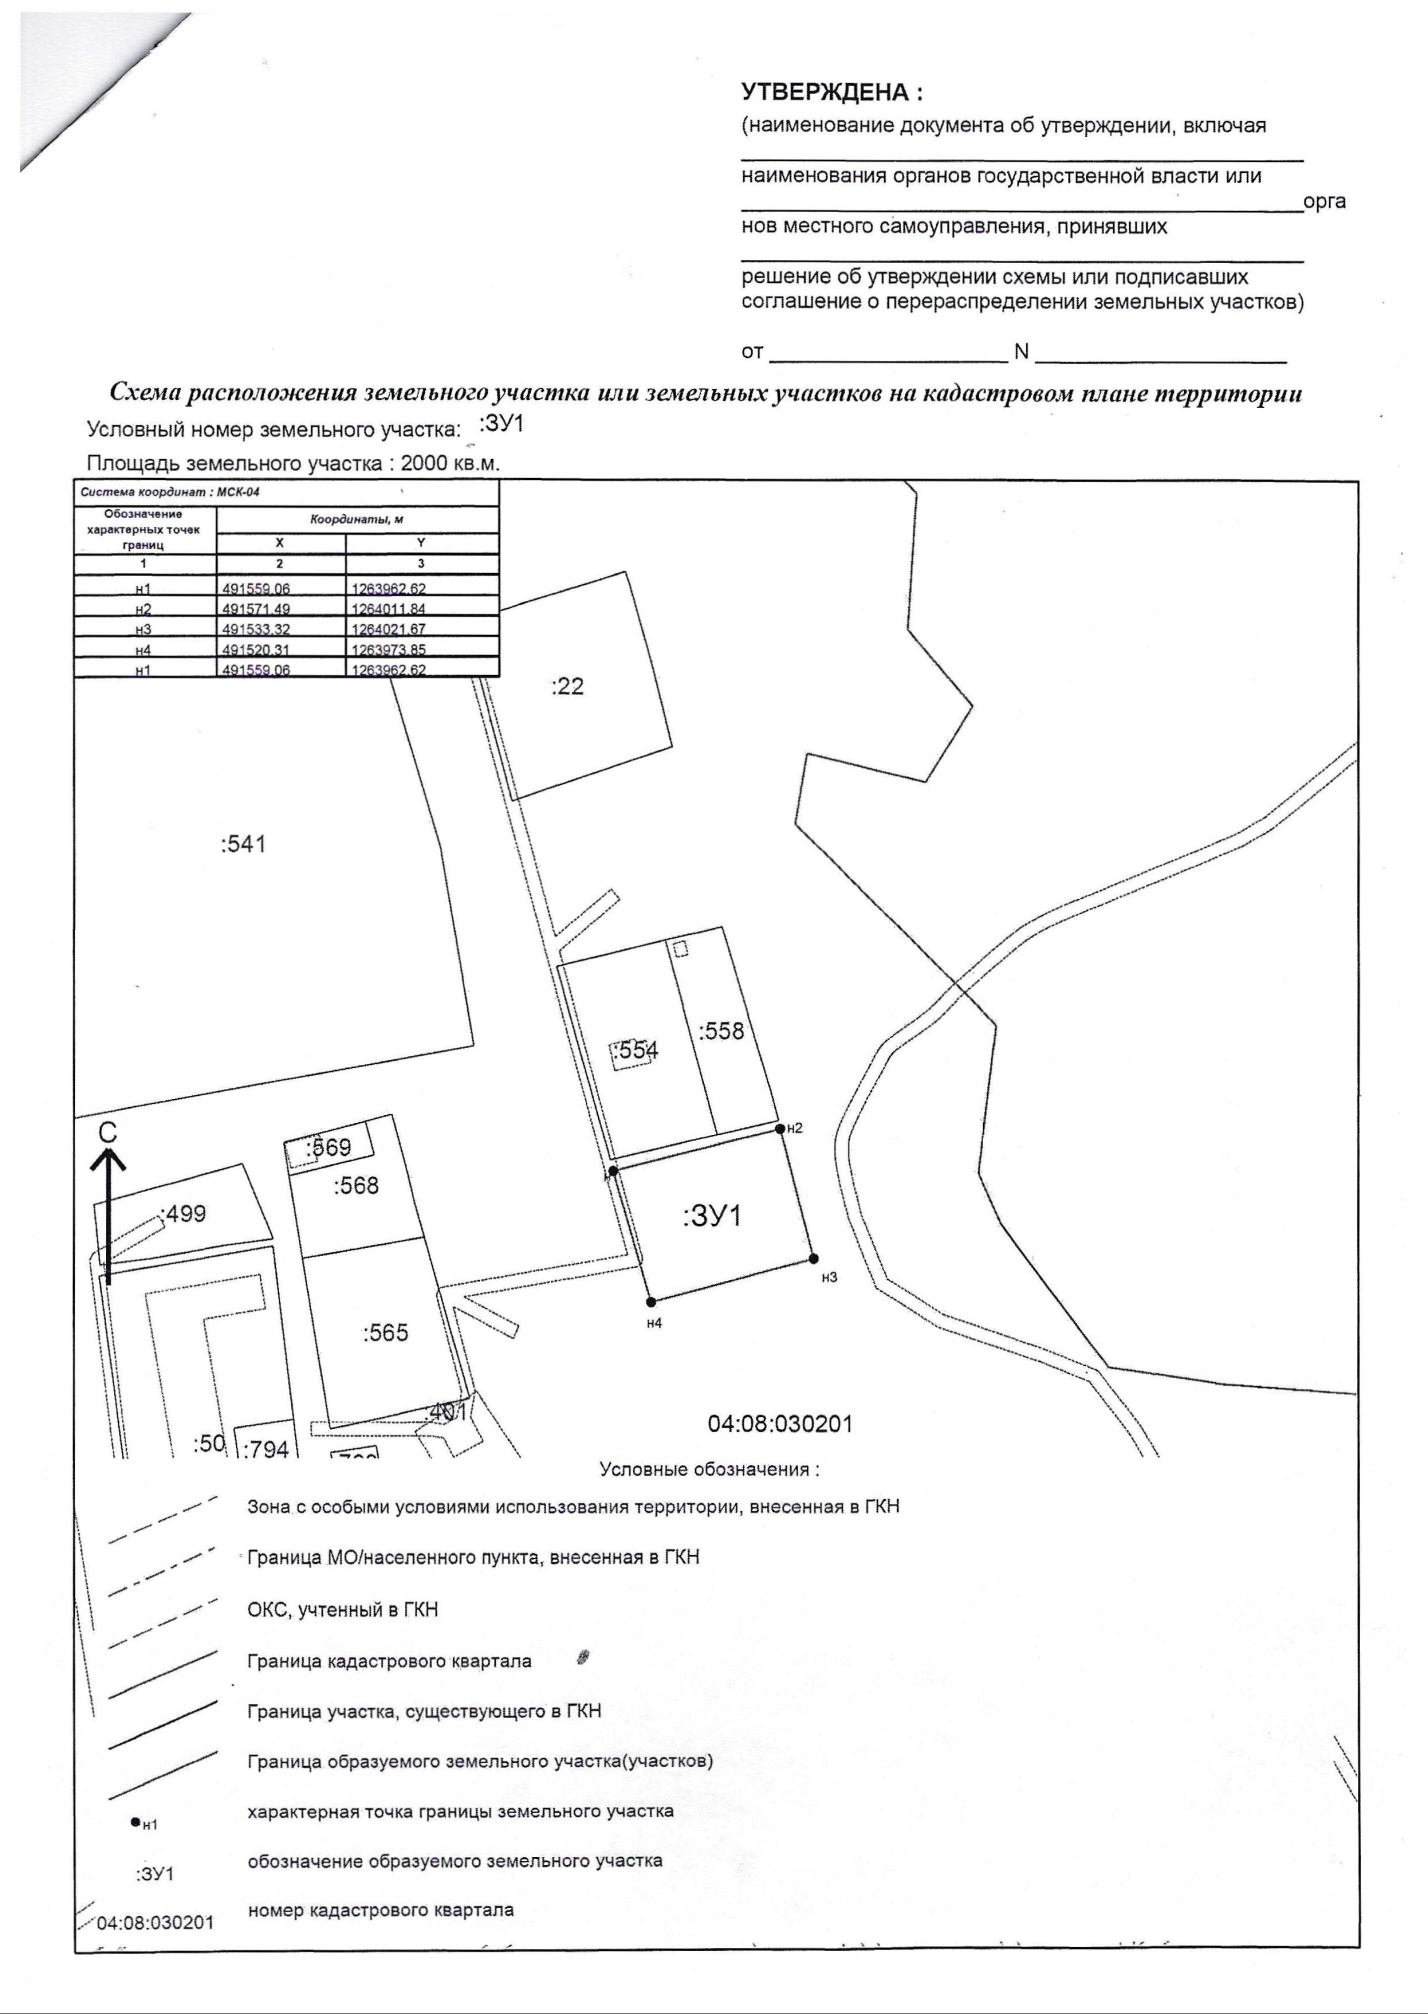 УТВЕРЖДЕНА :
(наименование документа об утверждении, включая
наименования органов государственной власти или
орга
нов местного самоуправления, принявших
решение об утверждении схемы или подписавших
соглашение о перераспределении земельных участков)
от N
Схема расположения земельного участка или земельных участков на кадастровом плане территории
Условный номер земельного участка: :ЗУ1
Площадь земельного участка : 2000 кв.м.
Система координат : МСК-04
Обозначение характерных точек границ
Координаты, м
X Y
1 2 3
н1 491559.06 1263962.62
н2 491571.49 1264011.84
н3 491533.32 1264021.67
н4 491520.31 1263973.85
н1 491559.06 1263962.62
:22
:541
:558
:554
С
н2
:569
:568
:499
:ЗУ1
н3
н4
:565
:401
04:08:030201
:50
:794
Условные обозначения :
Зона с особыми условиями использования территории, внесенная в ГКН
Граница МО/населенного пункта, внесенная в ГКН
ОКС, учтенный в ГКН
Граница кадастрового квартала
Граница участка, существующего в ГКН
Граница образуемого земельного участка(участков)
н1 характерная точка границы земельного участка
:ЗУ1 обозначение образуемого земельного участка
04:08:030201 номер кадастрового квартала